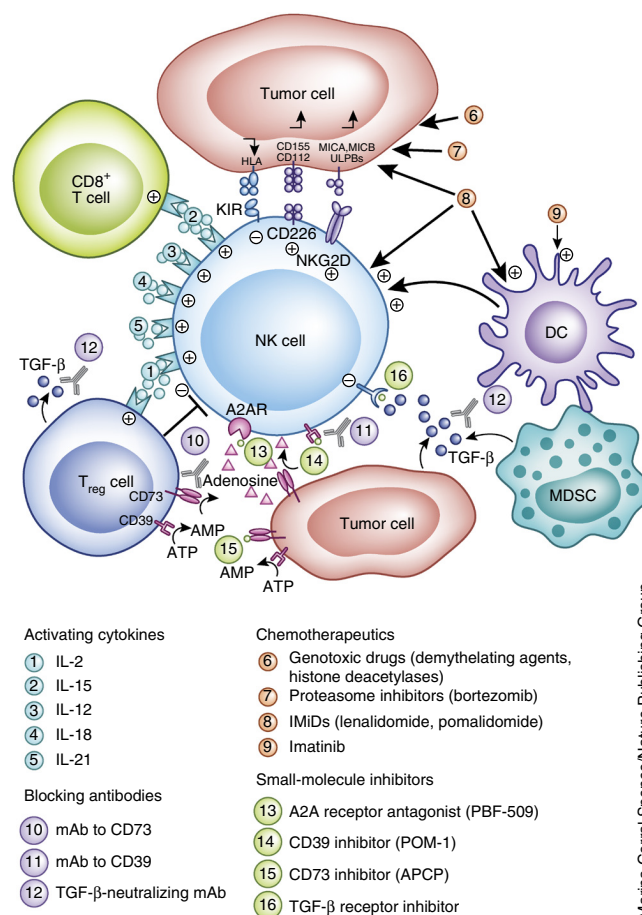 Tumor cell
HLA
CD155
CD112
MICA,MICB
ULPBs
6
7
8
9
CD8+
T cell
+
2
3
4
5
1
KIR
−
CD226
+
NKG2D
+
NK cell
DC
12
TGF-β
−
A2AR
10
13
14
11
−
16
12
TGF-β
MDSC
Treg cell
CD73
CD39
Adenosine
AMP
ATP
15
AMP
ATP
Tumor cell
Activating cytokines
1 IL-2
2 IL-15
3 IL-12
4 IL-18
5 IL-21
Blocking antibodies
10 mAb to CD73
11 mAb to CD39
12 TGF-β-neutralizing mAb
Chemotherapeutics
6 Genotoxic drugs (demythelating agents,
histone deacetylases)
7 Proteasome inhibitors (bortezomib)
8 IMiDs (lenalidomide, pomalidomide)
9 Imatinib
Small-molecule inhibitors
13 A2A receptor antagonist (PBF-509)
14 CD39 inhibitor (POM-1)
15 CD73 inhibitor (APCP)
16 TGF-β receptor inhibitor
Spence/Nature Publishing Group